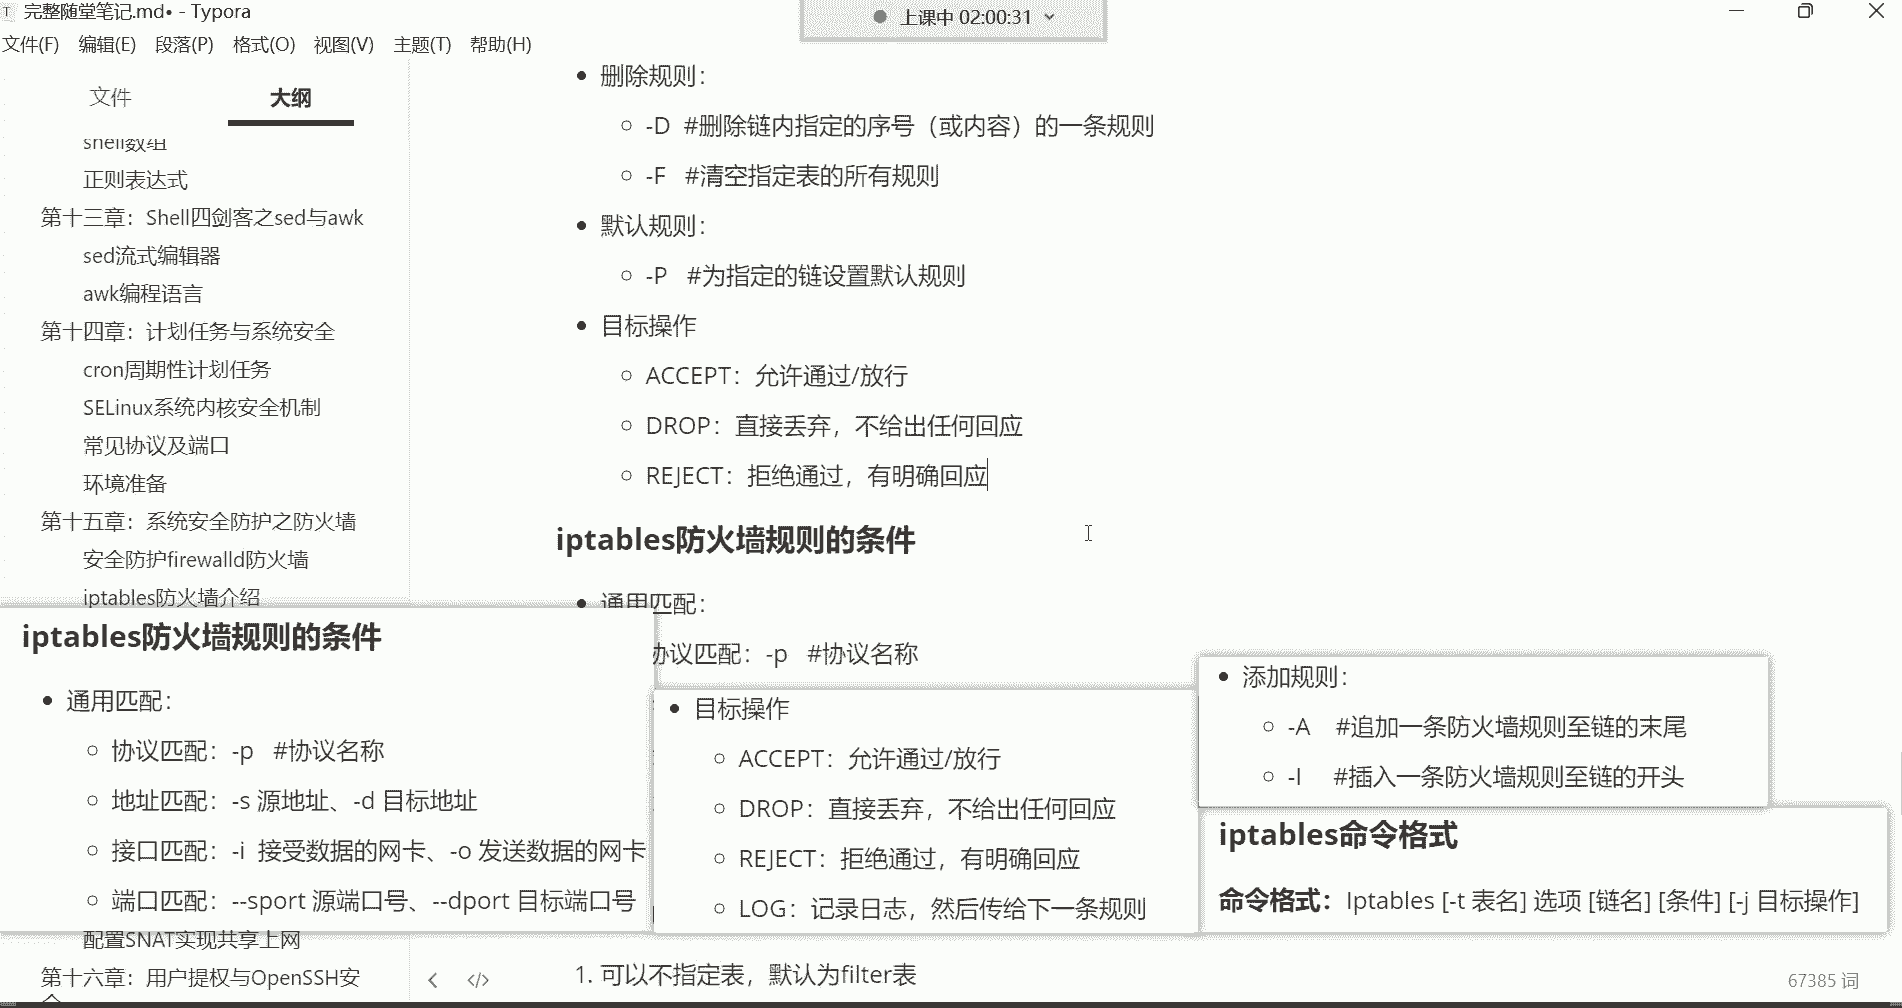 完整随堂笔记.md• - Typora
上课中 02:00:31
文件(F) 编辑(E) 段落(P) 格式(O) 视图(V) 主题(T) 帮助(H)
文件 大纲
shell数组
正则表达式
第十三章：Shell四剑客之sed与awk
sed流式编辑器
awk编程语言
第十四章：计划任务与系统安全
cron周期性计划任务
SELinux系统内核安全机制
常见协议及端口
环境准备
第十五章：系统安全防护之防火墙
安全防护firewalld防火墙
iptables防火墙介绍
配置SNAT实现共享上网
第十六章：用户提权与OpenSSH安
• 删除规则：
○ -D #删除链内指定的序号（或内容）的一条规则
○ -F #清空指定表的所有规则
• 默认规则：
○ -P #为指定的链设置默认规则
• 目标操作
○ ACCEPT：允许通过/放行
○ DROP：直接丢弃，不给出任何回应
○ REJECT：拒绝通过，有明确回应
iptables防火墙规则的条件
• 通用匹配：
协议匹配：-p #协议名称
1. 可以不指定表，默认为filter表
67385 词
iptables防火墙规则的条件
• 通用匹配：
○ 协议匹配：-p #协议名称
○ 地址匹配：-s 源地址、-d 目标地址
○ 接口匹配：-i 接受数据的网卡、-o 发送数据的网卡
○ 端口匹配：--sport 源端口号、--dport 目标端口号
• 目标操作
○ ACCEPT：允许通过/放行
○ DROP：直接丢弃，不给出任何回应
○ REJECT：拒绝通过，有明确回应
○ LOG：记录日志，然后传给下一条规则
• 添加规则：
○ -A #追加一条防火墙规则至链的末尾
○ -I #插入一条防火墙规则至链的开头
iptables命令格式
命令格式：Iptables [-t 表名] 选项 [链名] [条件] [-j 目标操作]